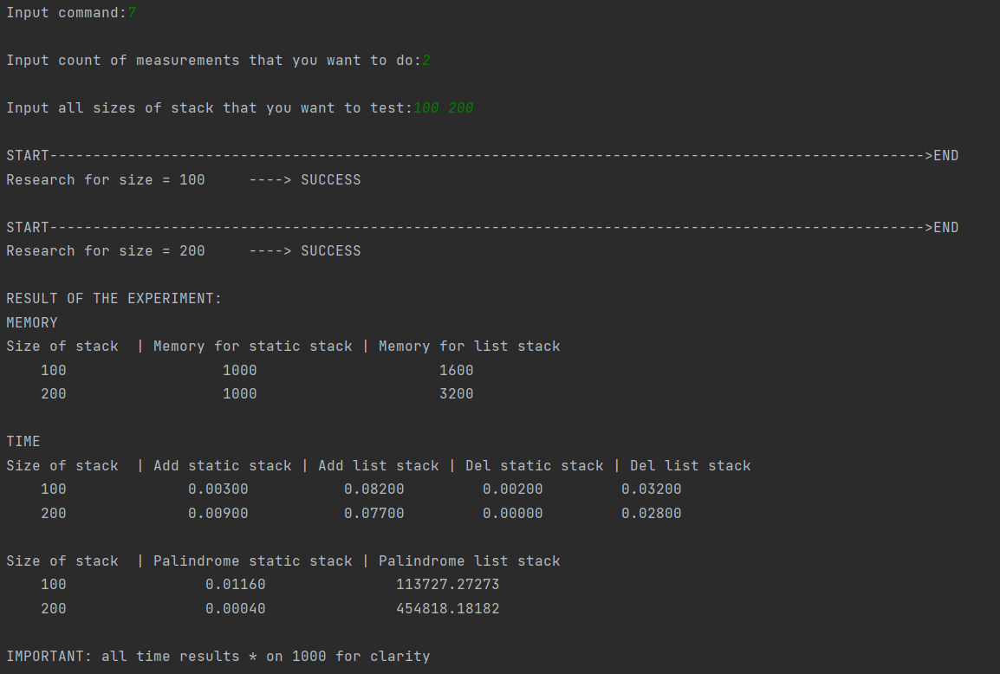 Input command:7
Input count of measurements that you want to do:2
Input all sizes of stack that you want to test:100 200
START----------------------------------------------------------------------------------------------------->END
Research for size = 100     ----> SUCCESS
START----------------------------------------------------------------------------------------------------->END
Research for size = 200     ----> SUCCESS
RESULT OF THE EXPERIMENT:
MEMORY
Size of stack  | Memory for static stack | Memory for list stack
    100                  1000                     1600
    200                  1000                     3200
TIME
Size of stack  | Add static stack | Add list stack | Del static stack | Del list stack
    100              0.00300           0.08200         0.00200         0.03200
    200              0.00900           0.07700         0.00000         0.02800
Size of stack  | Palindrome static stack | Palindrome list stack
    100                0.01160               113727.27273
    200                0.00040               454818.18182
IMPORTANT: all time results * on 1000 for clarity